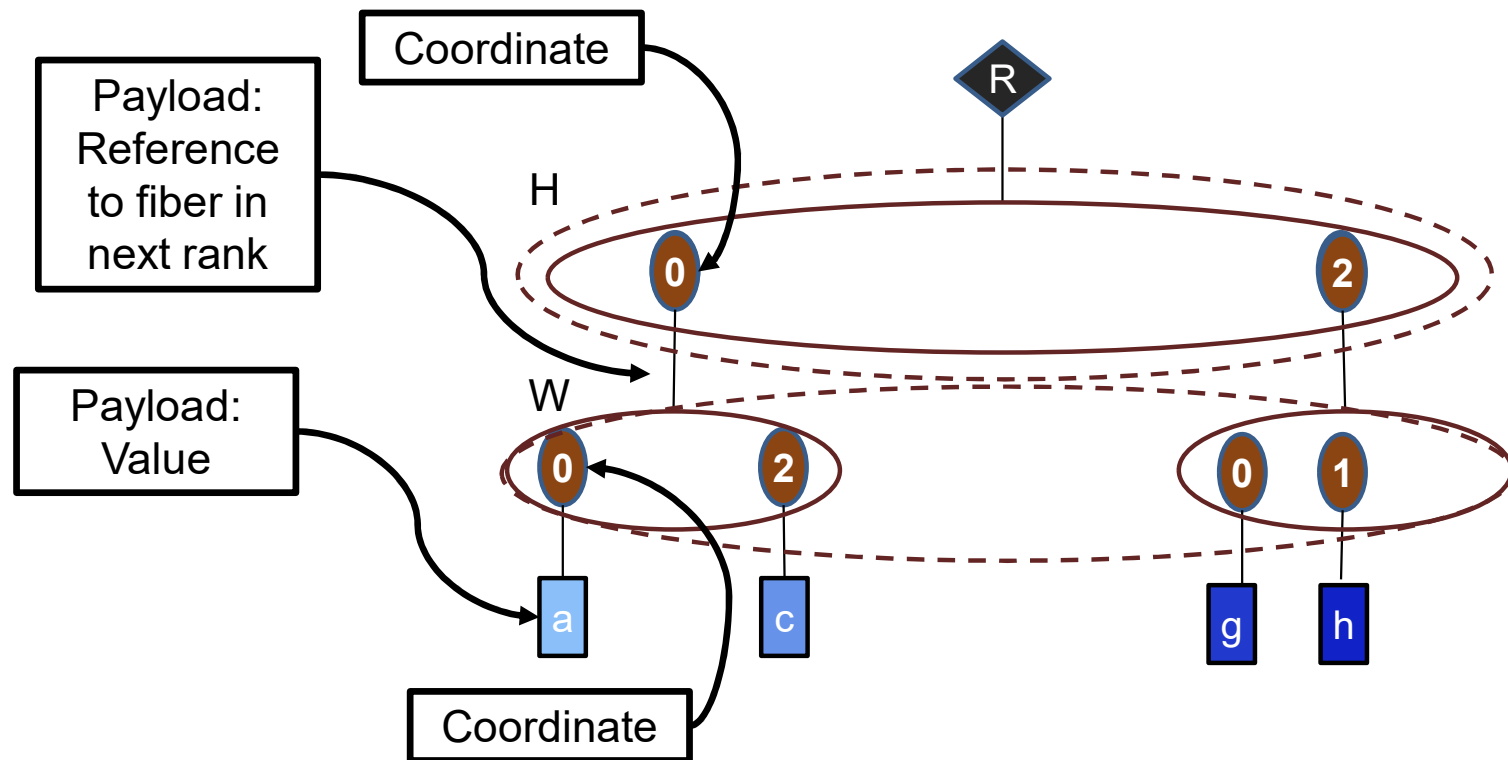 Coordinate
R
Payload:
Reference
to fiber in
next rank
H
0
2
Payload:
Value
W
0
2
0
1
a
c
g
h
Coordinate